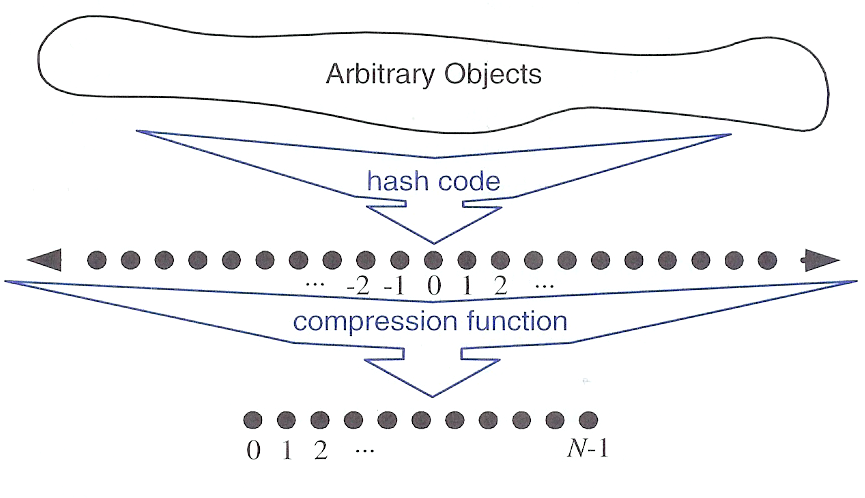 Arbitrary Objects
hash code
... -2 -1 0 1 2 ...
compression function
0 1 2 ... N-1